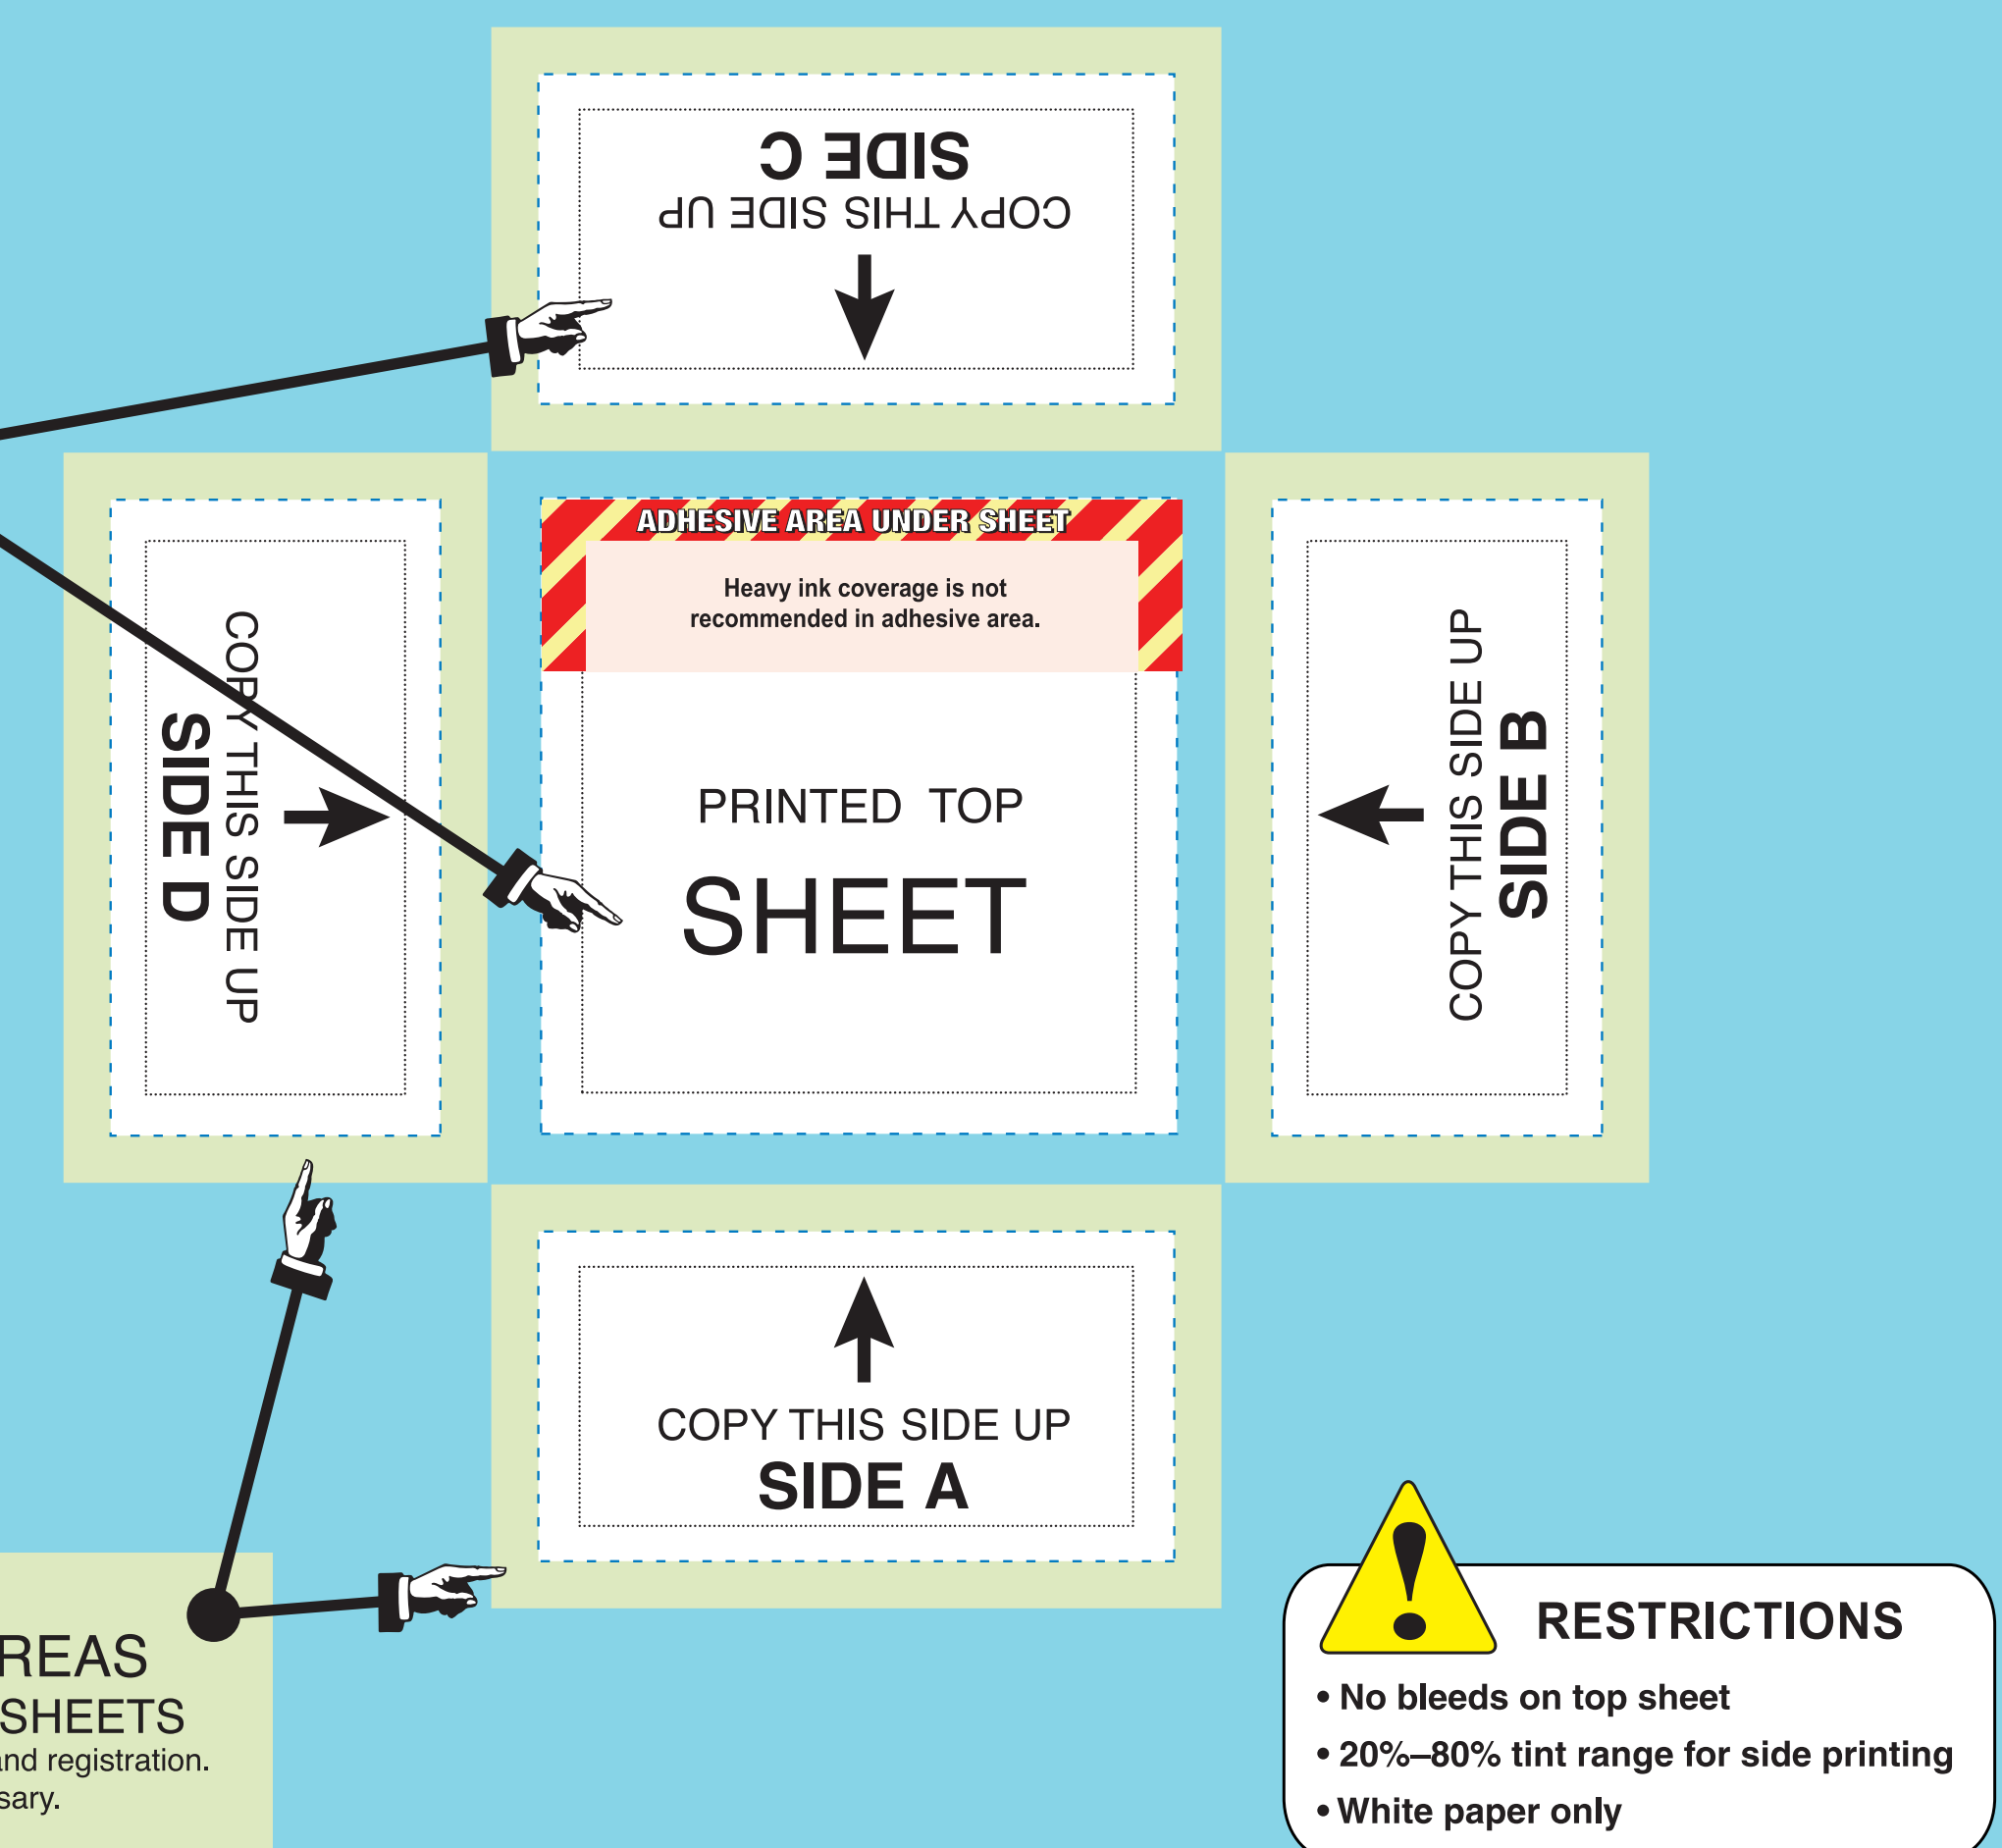 SIDE C
COPY THIS SIDE UP
ADHESIVE AREA UNDER SHEET
Heavy ink coverage is not
recommended in adhesive area.
COPY THIS SIDE UP
SIDE D
PRINTED TOP
SHEET
COPY THIS SIDE UP
SIDE B
COPY THIS SIDE UP
SIDE A
REAS
SHEETS
and registration.
sary.
!
RESTRICTIONS
• No bleeds on top sheet
• 20%–80% tint range for side printing
• White paper only